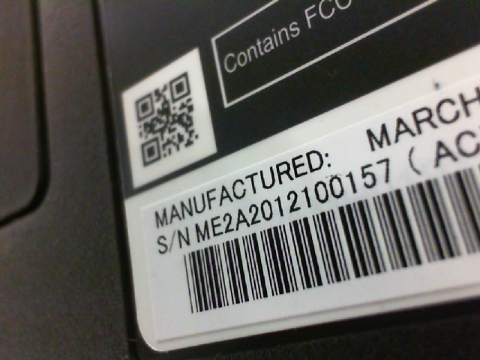 Contains FCC
MANUFACTURED: MARCH
S/N ME2A2012100157 ( AC